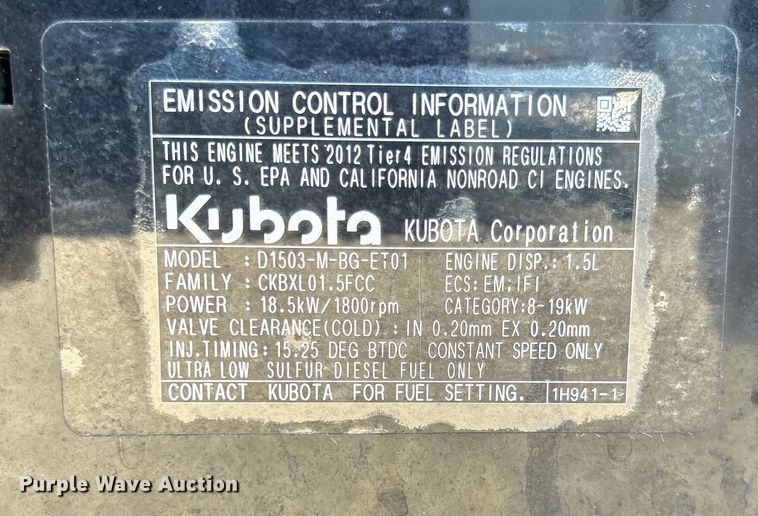 EMISSION CONTROL INFORMATION
(SUPPLEMENTAL LABEL)
THIS ENGINE MEETS 2012 Tier4 EMISSION REGULATIONS
FOR U. S. EPA AND CALIFORNIA NONROAD CI ENGINES.
Kubota KUBOTA Corporation
MODEL : D1503-M-BG-ET01 ENGINE DISP.: 1.5L
FAMILY : CKBXL01.5FCC ECS: EM;IFI
POWER : 18.5kW/1800rpm CATEGORY:8-19kW
VALVE CLEARANCE(COLD) : IN 0.20mm EX 0.20mm
INJ.TIMING: 15.25 DEG BTDC CONSTANT SPEED ONLY
ULTRA LOW SULFUR DIESEL FUEL ONLY
CONTACT KUBOTA FOR FUEL SETTING. 1H941-1
Purple Wave Auction